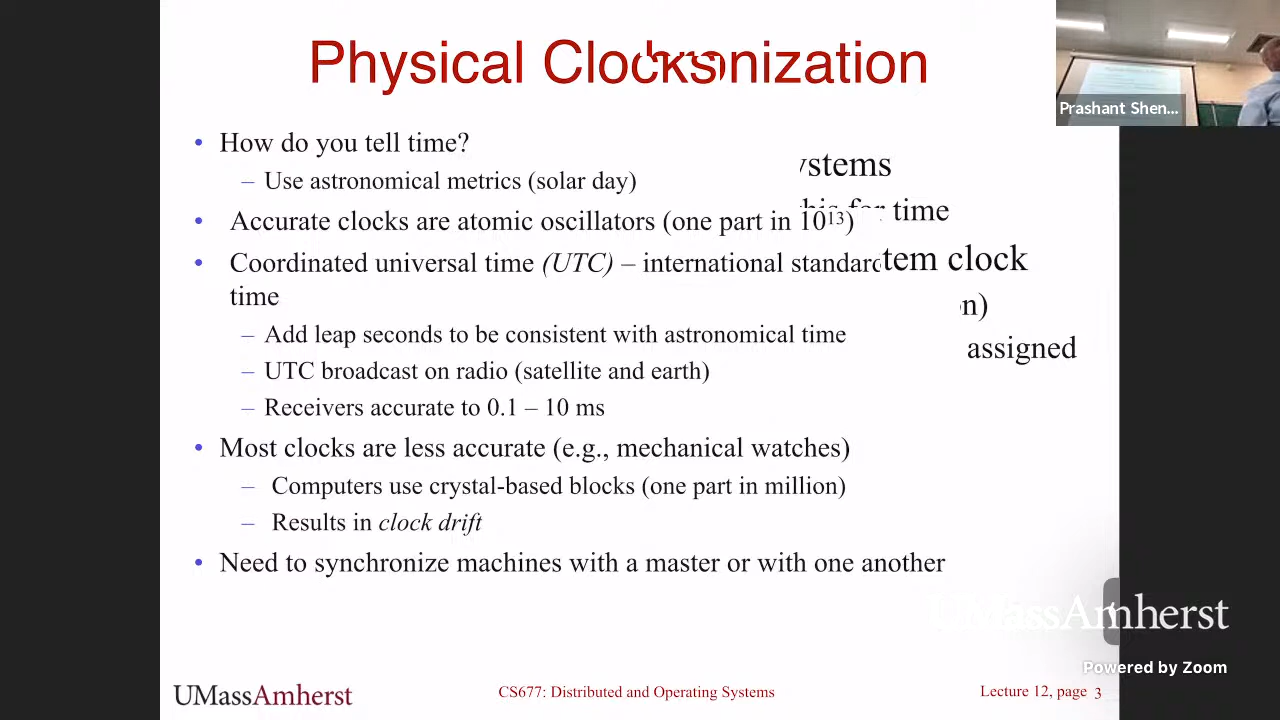 Physical Clocksnization
Prashant Shen...
• How do you tell time?
– Use astronomical metrics (solar day)
ystems
time
• Accurate clocks are atomic oscillators (one part in 10¹³)
• Coordinated universal time (UTC) – international standard
tem clock
time
on)
– Add leap seconds to be consistent with astronomical time
assigned
– UTC broadcast on radio (satellite and earth)
– Receivers accurate to 0.1 – 10 ms
• Most clocks are less accurate (e.g., mechanical watches)
– Computers use crystal-based blocks (one part in million)
– Results in clock drift
• Need to synchronize machines with a master or with one another
UMassAmherst
Powered by Zoom
UMassAmherst
CS677: Distributed and Operating Systems
Lecture 12, page 3